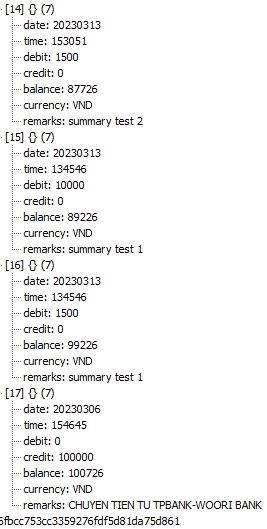 [14] {} (7)
date: 20230313
time: 153051
debit: 1500
credit: 0
balance: 87726
currency: VND
remarks: summary test 2
[15] {} (7)
date: 20230313
time: 134546
debit: 10000
credit: 0
balance: 89226
currency: VND
remarks: summary test 1
[16] {} (7)
date: 20230313
time: 134546
debit: 1500
credit: 0
balance: 99226
currency: VND
remarks: summary test 1
[17] {} (7)
date: 20230306
time: 154645
debit: 0
credit: 100000
balance: 100726
currency: VND
remarks: CHUYEN TIEN TU TPBANK-WOORI BANK
5fbcc753cc3359276fdf5d81da75d861